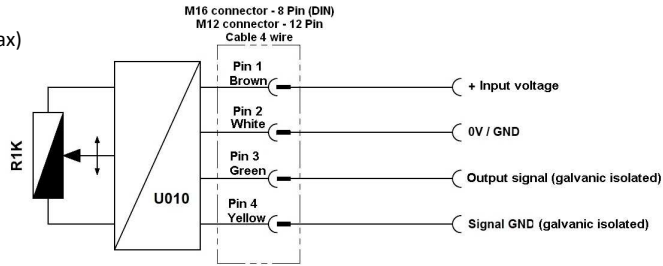 M16 connector - 8 Pin (DIN)
M12 connector - 12 Pin
Cable 4 wire
ax)
Pin 1
Brown
+ Input voltage
Pin 2
White
0V / GND
R1K
Pin 3
Green
Output signal (galvanic isolated)
U010
Pin 4
Yellow
Signal GND (galvanic isolated)